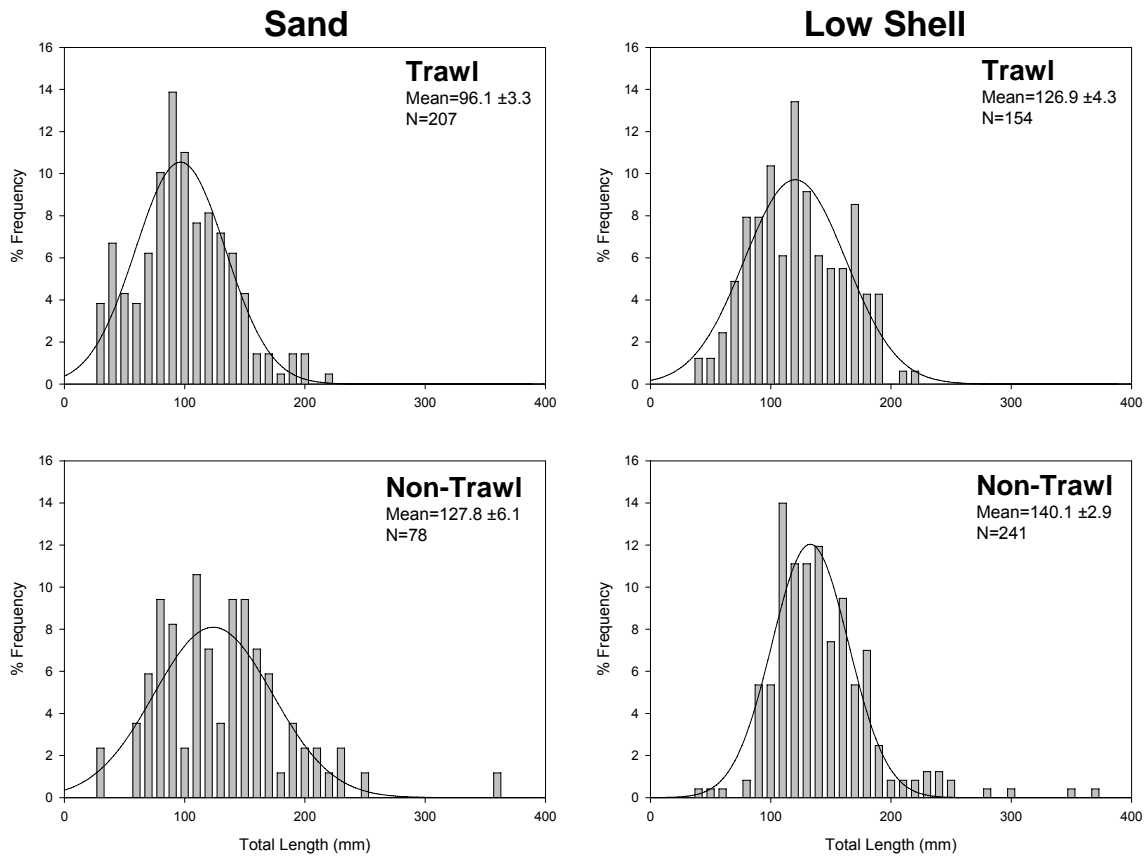 Sand
Low Shell
16
14
12
10
8
6
4
2
0
% Frequency
Trawl
Mean=96.1 ±3.3
N=207
0 100 200 300 400
16
14
12
10
8
6
4
2
0
% Frequency
Trawl
Mean=126.9 ±4.3
N=154
0 100 200 300 400
16
14
12
10
8
6
4
2
0
% Frequency
Non-Trawl
Mean=127.8 ±6.1
N=78
0 100 200 300 400
Total Length (mm)
16
14
12
10
8
6
4
2
0
% Frequency
Non-Trawl
Mean=140.1 ±2.9
N=241
0 100 200 300 400
Total Length (mm)